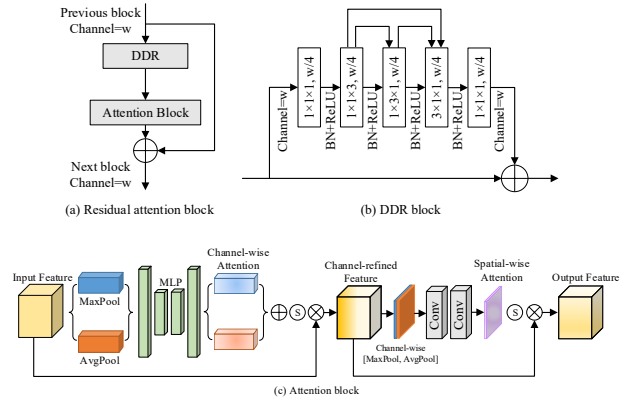 Previous block
Channel=w
DDR
Attention Block
Next block
Channel=w
(a) Residual attention block
Channel=w
1×1×1, w/4
BN+ReLU
1×1×3, w/4
BN+ReLU
1×3×1, w/4
BN+ReLU
3×1×1, w/4
BN+ReLU
1×1×1, w/4
Channel=w
(b) DDR block
Input Feature
MaxPool
AvgPool
MLP
Channel-wise
Attention
S
Channel-refined
Feature
Channel-wise
[MaxPool, AvgPool]
Conv
Conv
Spatial-wise
Attention
S
Output Feature
(c) Attention block